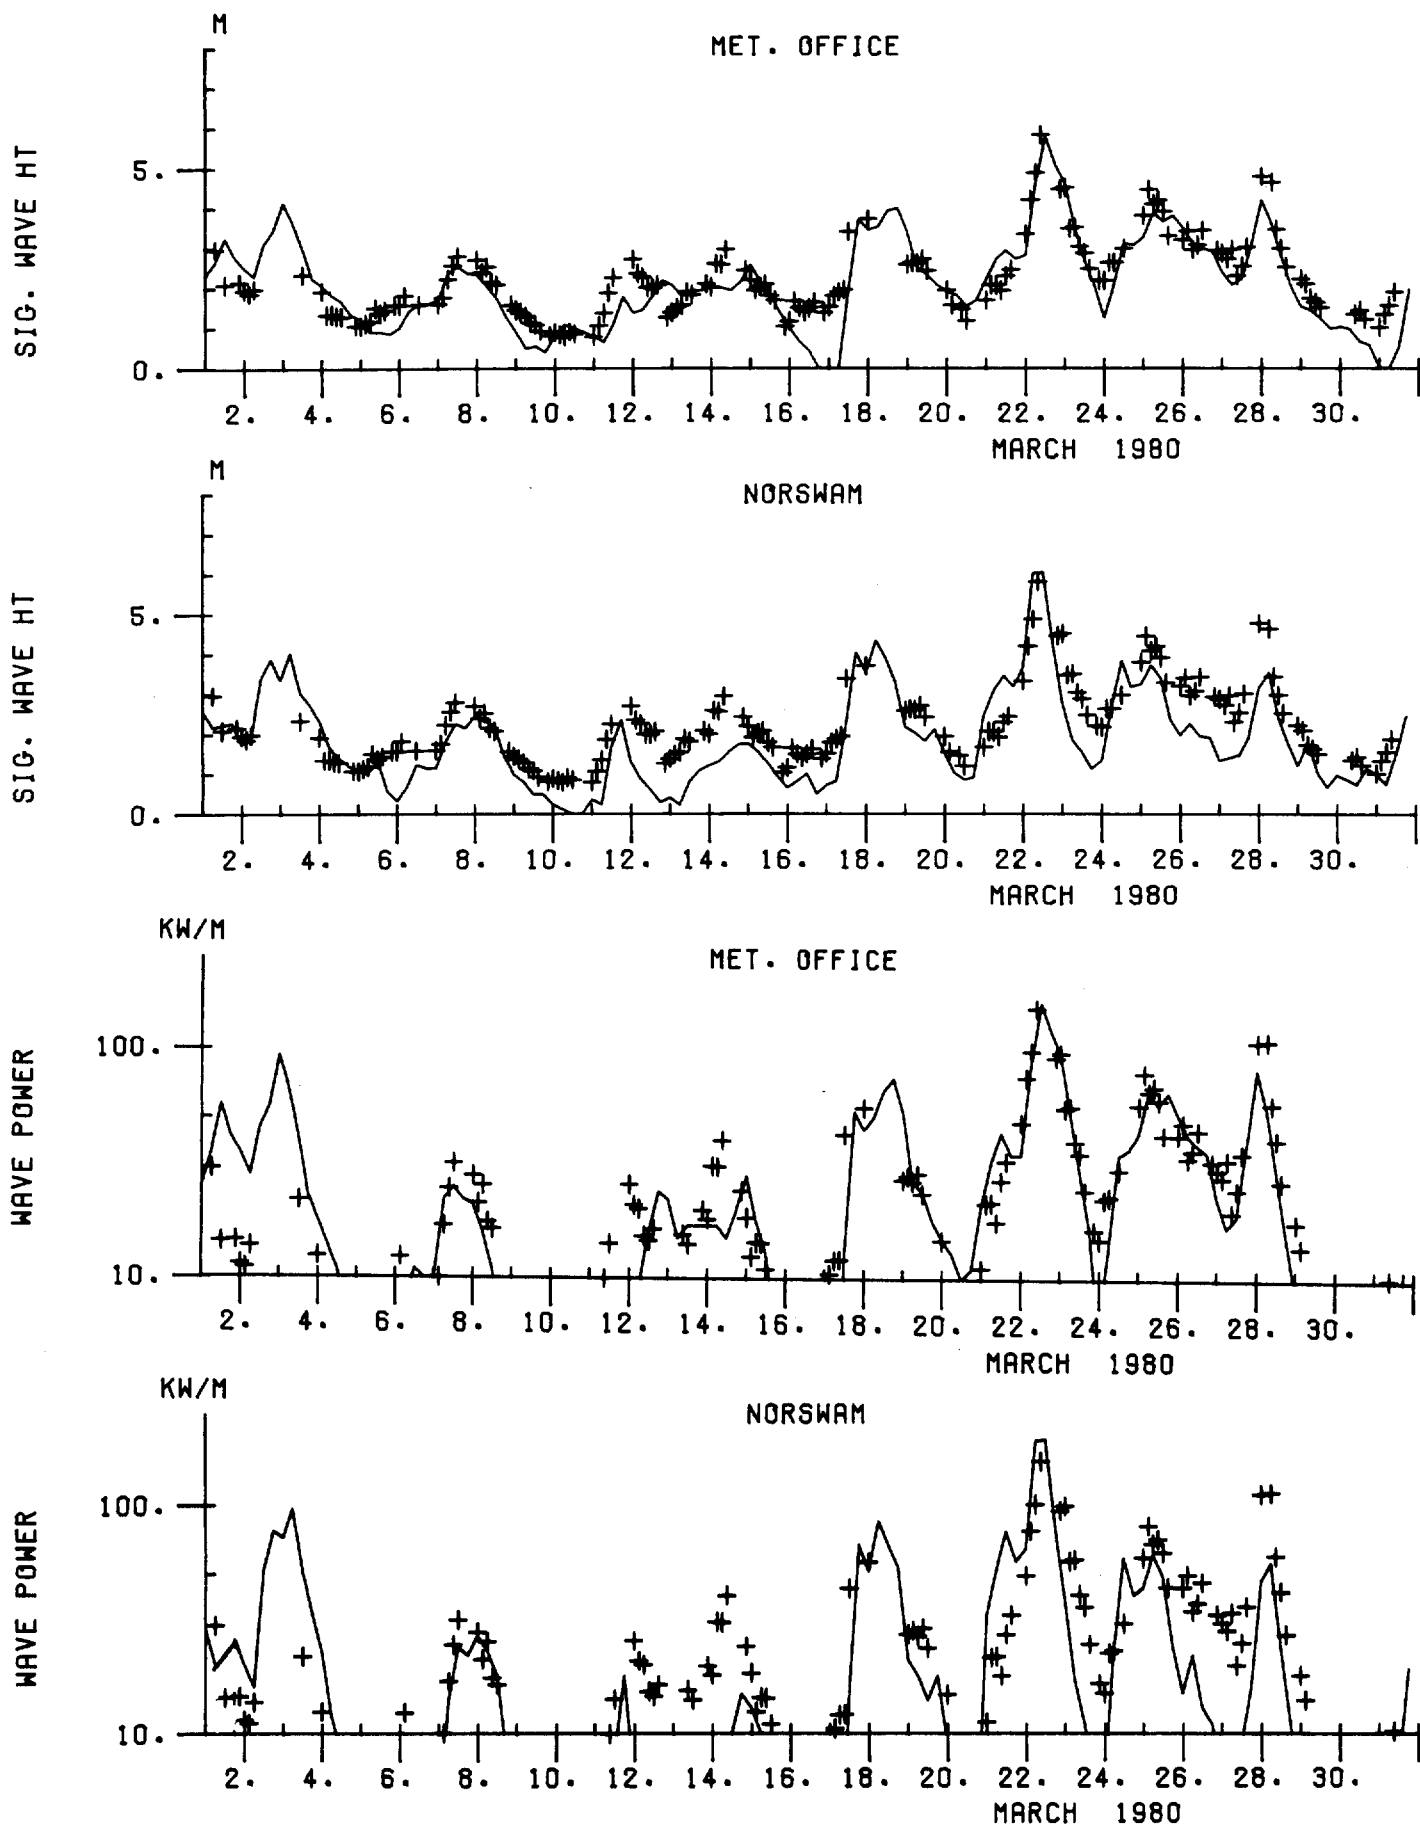 M
MET. OFFICE
SIG. WAVE HT
5.
0.
2. 4. 6. 8. 10. 12. 14. 16. 18. 20. 22. 24. 26. 28. 30.
MARCH 1980
M
NORSWAM
SIG. WAVE HT
5.
0.
2. 4. 6. 8. 10. 12. 14. 16. 18. 20. 22. 24. 26. 28. 30.
MARCH 1980
KW/M
MET. OFFICE
WAVE POWER
100.
10.
2. 4. 6. 8. 10. 12. 14. 16. 18. 20. 22. 24. 26. 28. 30.
MARCH 1980
KW/M
NORSWAM
WAVE POWER
100.
10.
2. 4. 6. 8. 10. 12. 14. 16. 18. 20. 22. 24. 26. 28. 30.
MARCH 1980